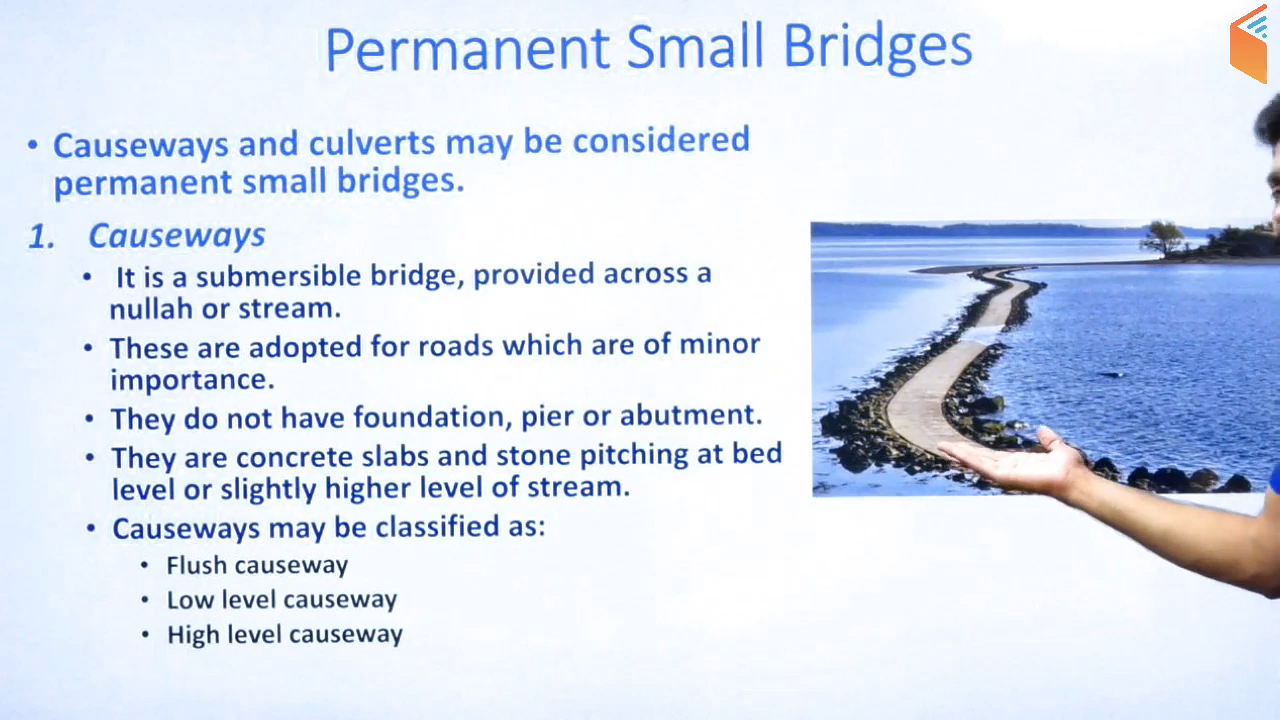 Permanent Small Bridges
• Causeways and culverts may be considered
permanent small bridges.
1. Causeways
• It is a submersible bridge, provided across a
nullah or stream.
• These are adopted for roads which are of minor
importance.
• They do not have foundation, pier or abutment.
• They are concrete slabs and stone pitching at bed
level or slightly higher level of stream.
• Causeways may be classified as:
• Flush causeway
• Low level causeway
• High level causeway